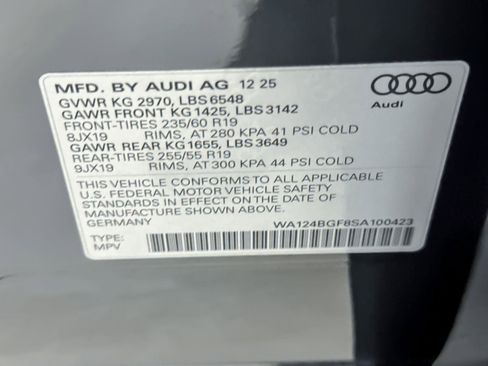 MFD. BY AUDI AG 12 25
GVWR KG 2970, LBS 6548
GAWR FRONT KG 1425, LBS 3142
FRONT-TIRES 235/60 R19
8JX19 RIMS, AT 280 KPA 41 PSI COLD
GAWR REAR KG 1655, LBS 3649
REAR-TIRES 255/55 R19
9JX19 RIMS, AT 300 KPA 44 PSI COLD
THIS VEHICLE CONFORMS TO ALL APPLICABLE
U.S. FEDERAL MOTOR VEHICLE SAFETY
STANDARDS IN EFFECT ON THE DATE OF
MANUFACTURE SHOWN ABOVE.
GERMANY
WA124BGF8SA100423
TYPE:
MPV
Audi